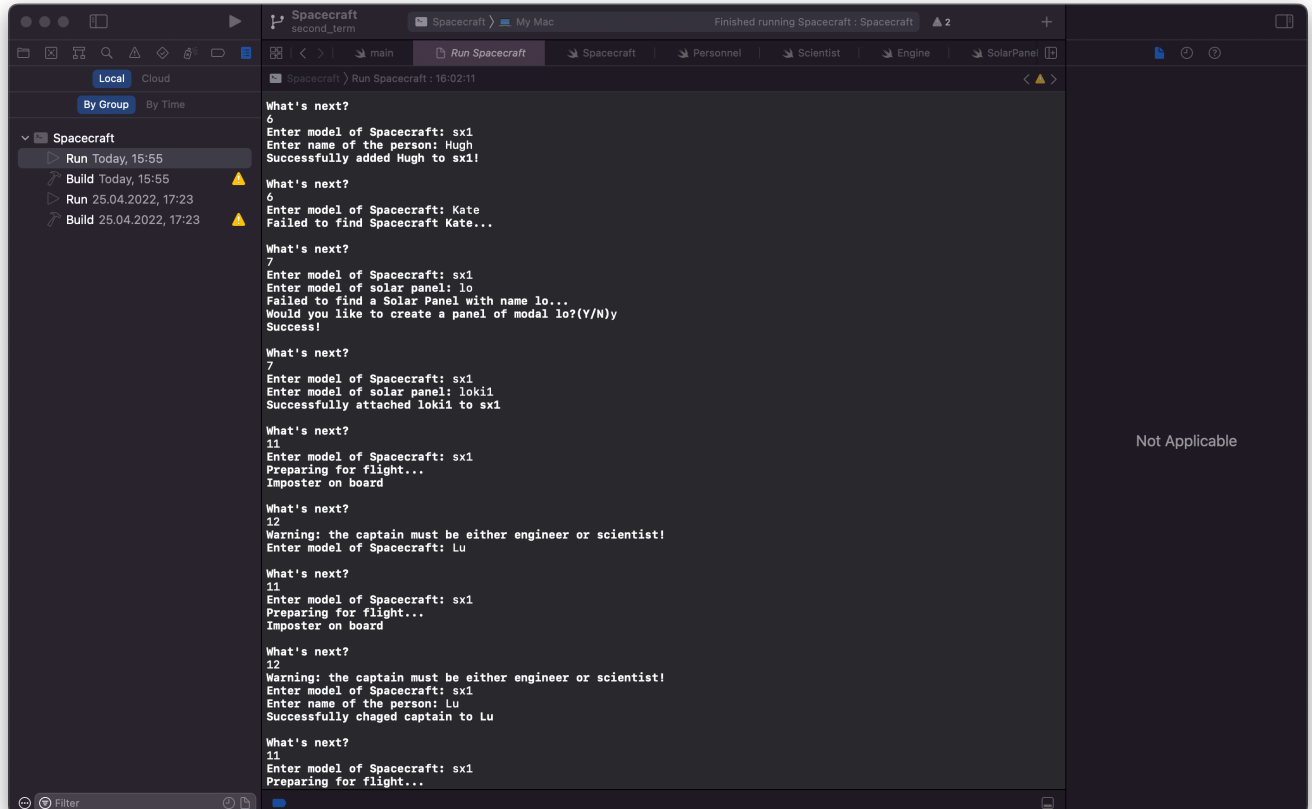 Spacecraft
second_term
Spacecraft 〉 My Mac
Finished running Spacecraft : Spacecraft
2
main
Run Spacecraft
Spacecraft
Personnel
Scientist
Engine
SolarPanel
Local
Cloud
Spacecraft 〉 Run Spacecraft : 16:02:11
By Group
By Time
Spacecraft
Run Today, 15:55
Build Today, 15:55
Run 25.04.2022, 17:23
Build 25.04.2022, 17:23
Filter
What's next?
6
Enter model of Spacecraft: sx1
Enter name of the person: Hugh
Successfully added Hugh to sx1!
What's next?
6
Enter model of Spacecraft: Kate
Failed to find Spacecraft Kate...
What's next?
7
Enter model of Spacecraft: sx1
Enter model of solar panel: lo
Failed to find a Solar Panel with name lo...
Would you like to create a panel of modal lo?(Y/N)y
Success!
What's next?
7
Enter model of Spacecraft: sx1
Enter model of solar panel: loki1
Successfully attached loki1 to sx1
What's next?
11
Enter model of Spacecraft: sx1
Preparing for flight...
Imposter on board
What's next?
12
Warning: the captain must be either engineer or scientist!
Enter model of Spacecraft: Lu
What's next?
11
Enter model of Spacecraft: sx1
Preparing for flight...
Imposter on board
What's next?
12
Warning: the captain must be either engineer or scientist!
Enter model of Spacecraft: sx1
Enter name of the person: Lu
Successfully chaged captain to Lu
What's next?
11
Enter model of Spacecraft: sx1
Preparing for flight...
Not Applicable